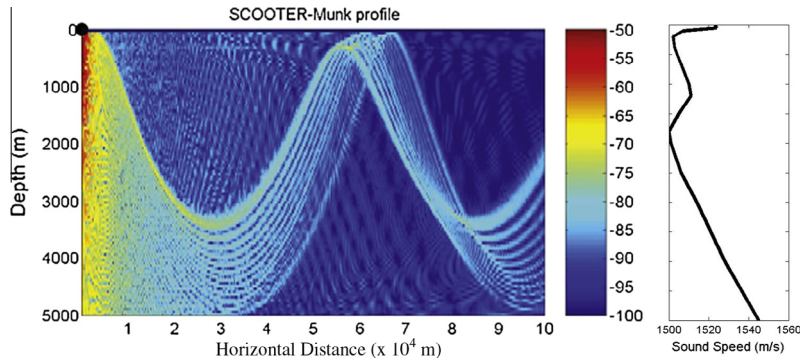 SCOOTER-Munk profile
Depth (m)
0
1000
2000
3000
4000
5000
1 2 3 4 5 6 7 8 9 10
Horizontal Distance (x 10⁴ m)
-50
-55
-60
-65
-70
-75
-80
-85
-90
-95
-100
1500 1520 1540 1560
Sound Speed (m/s)